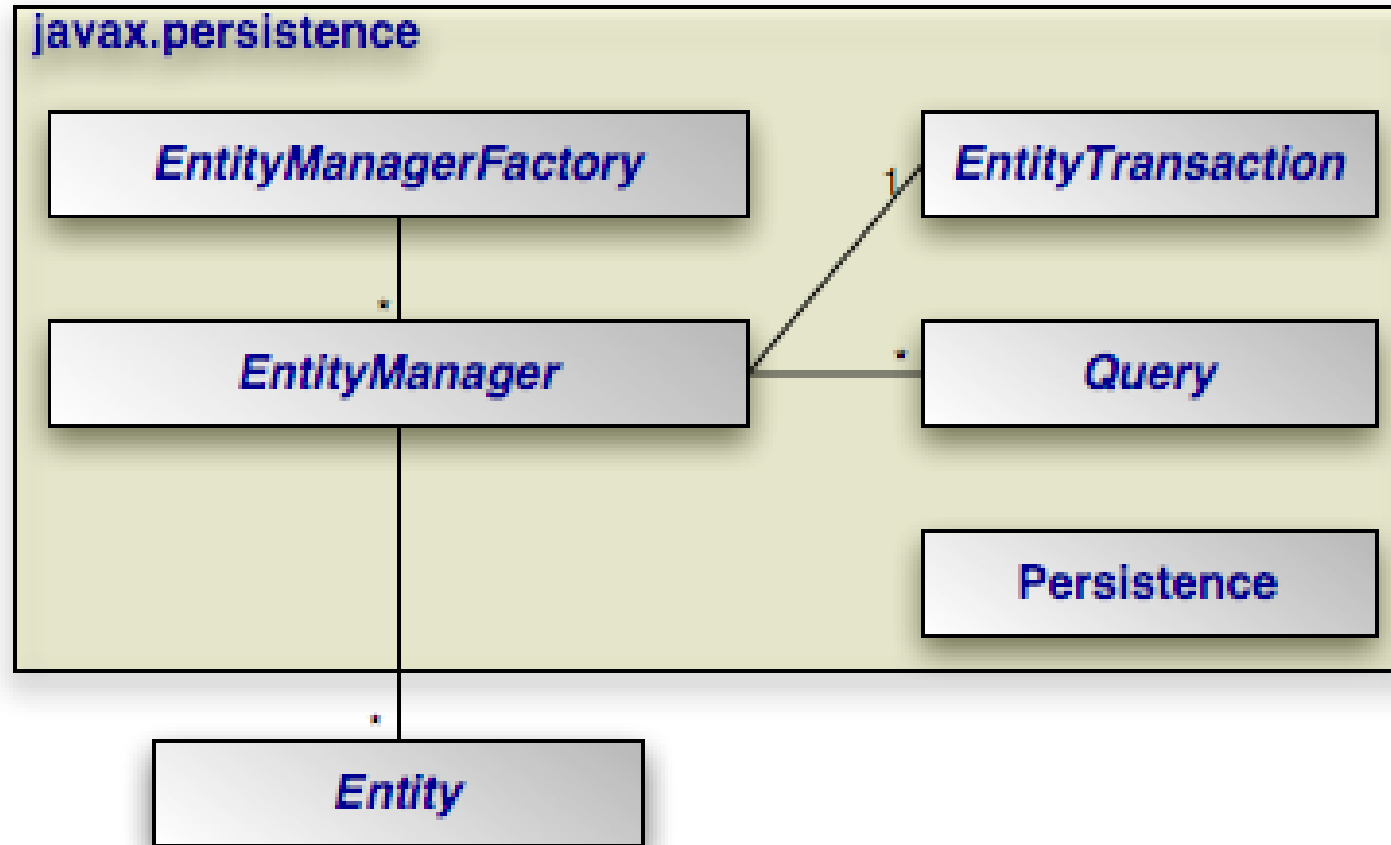 javax.persistence
EntityManagerFactory
EntityTransaction
1
*
EntityManager
*
Query
Persistence
*
Entity